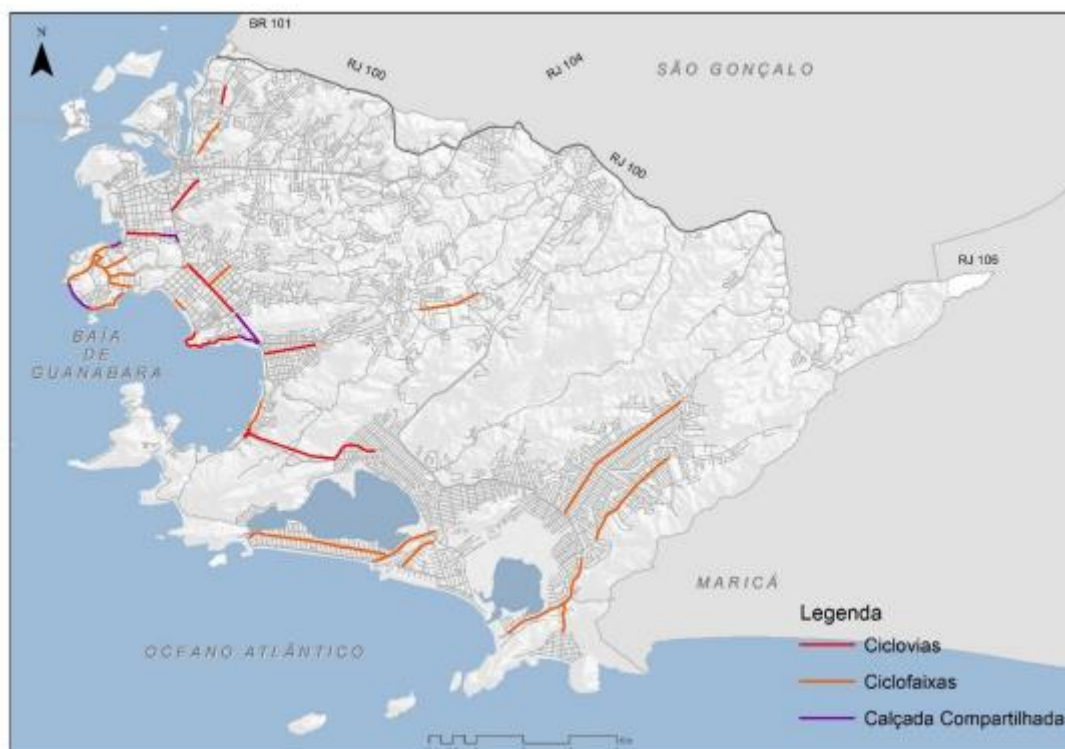 BR 101
N
RJ 100
RJ 104
SÃO GONÇALO
RJ 100
RJ 106
BAÍA
DE
GUANABARA
MARICÁ
OCEANO ATLÂNTICO
Legenda
Ciclovias
Ciclofaixas
Calçada Compartilhada